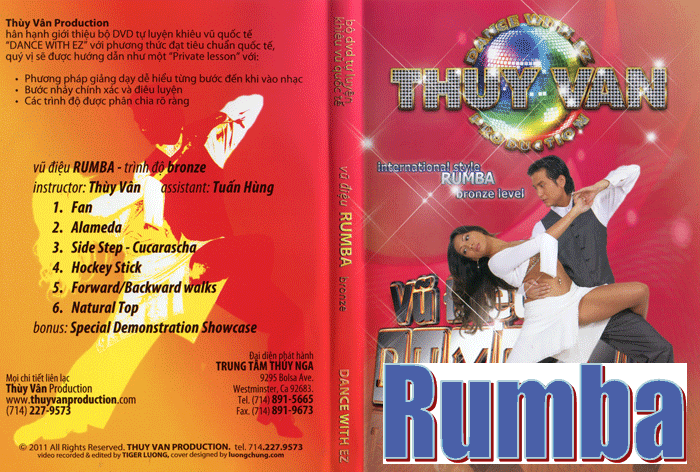 Thùy Vân Production
hân hạnh giới thiệu bộ DVD tự luyện khiêu vũ quốc tế
"DANCE WITH EZ" với phương thức đạt tiêu chuẩn quốc tế,
quý vị sẽ được hướng dẫn như một "Private lesson" với:
• Phương pháp giảng dạy dễ hiểu từng bước đến khi vào nhạc
• Bước nhảy chính xác và điêu luyện
• Các trình độ được phân chia rõ ràng
vũ điệu RUMBA - trình độ bronze
instructor: Thùy Vân assistant: Tuấn Hùng
1. Fan
2. Alameda
3. Side Step - Cucarascha
4. Hockey Stick
5. Forward/Backward walks
6. Natural Top
bonus: Special Demonstration Showcase
Đại diện phát hành
TRUNG TÂM THÚY NGA
9295 Bolsa Ave.
Westminster, Ca 92683.
Tel. (714) 891-5665
Fax. (714) 891-9673
Mọi chi tiết liên lạc
Thùy Vân Production
www.thuyvanproduction.com
(714) 227-9573
© 2011 All Rights Reserved. THUY VAN PRODUCTION. tel. 714.227.9573
video recorded & edited by TIGER LUONG, cover designed by luongchung.com
bộ dvd tự luyện
khiêu vũ quốc tế
vũ điệu RUMBA bronze
DANCE WITH EZ
DANCE WITH EZ
THUY VAN
PRODUCTION
international style
RUMBA
bronze level
Vũ Điệu
Rumba